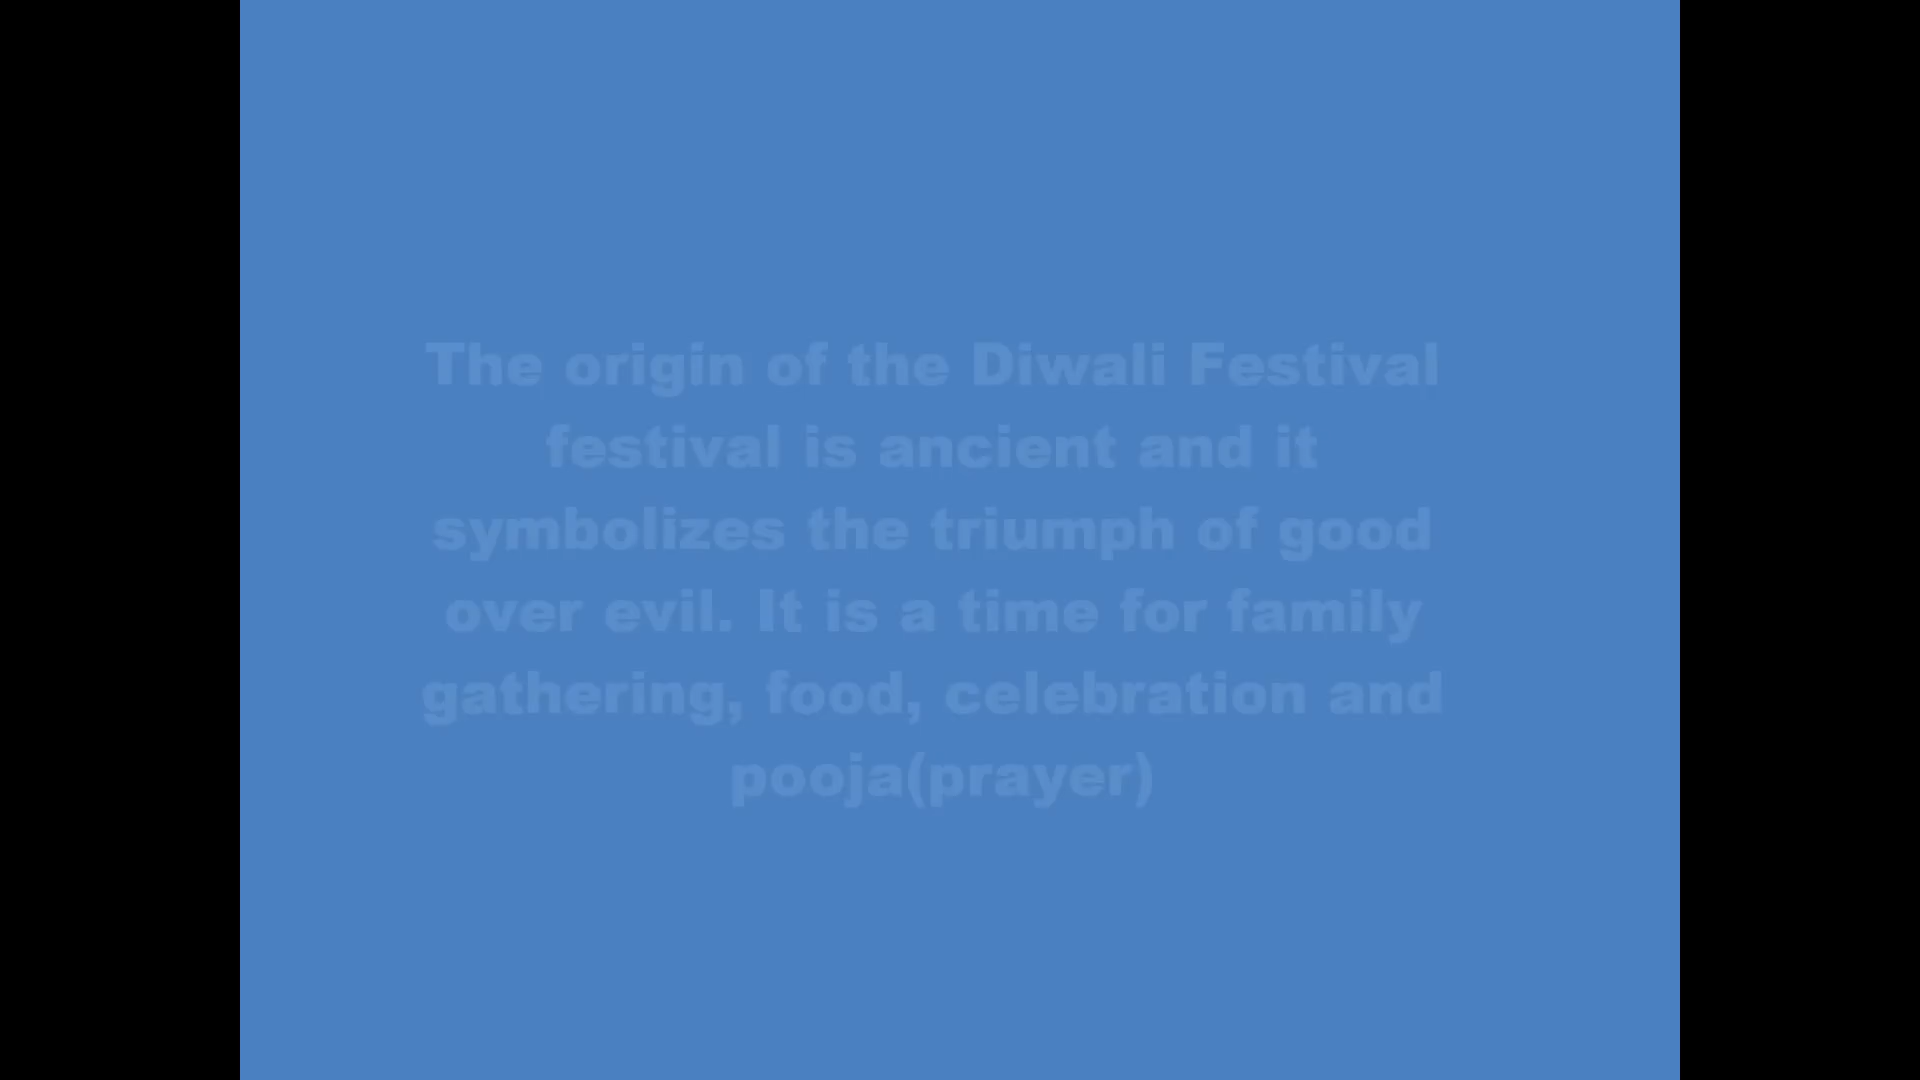 The origin of the Diwali Festival
festival is ancient and it
symbolizes the triumph of good
over evil. It is a time for family
gathering, food, celebration and
pooja(prayer)